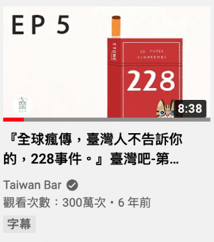 EP 5
228
8:38
『全球瘋傳，臺灣人不告訴你
的，228事件。』臺灣吧-第…
Taiwan Bar
觀看次數：300萬次・6 年前
字幕